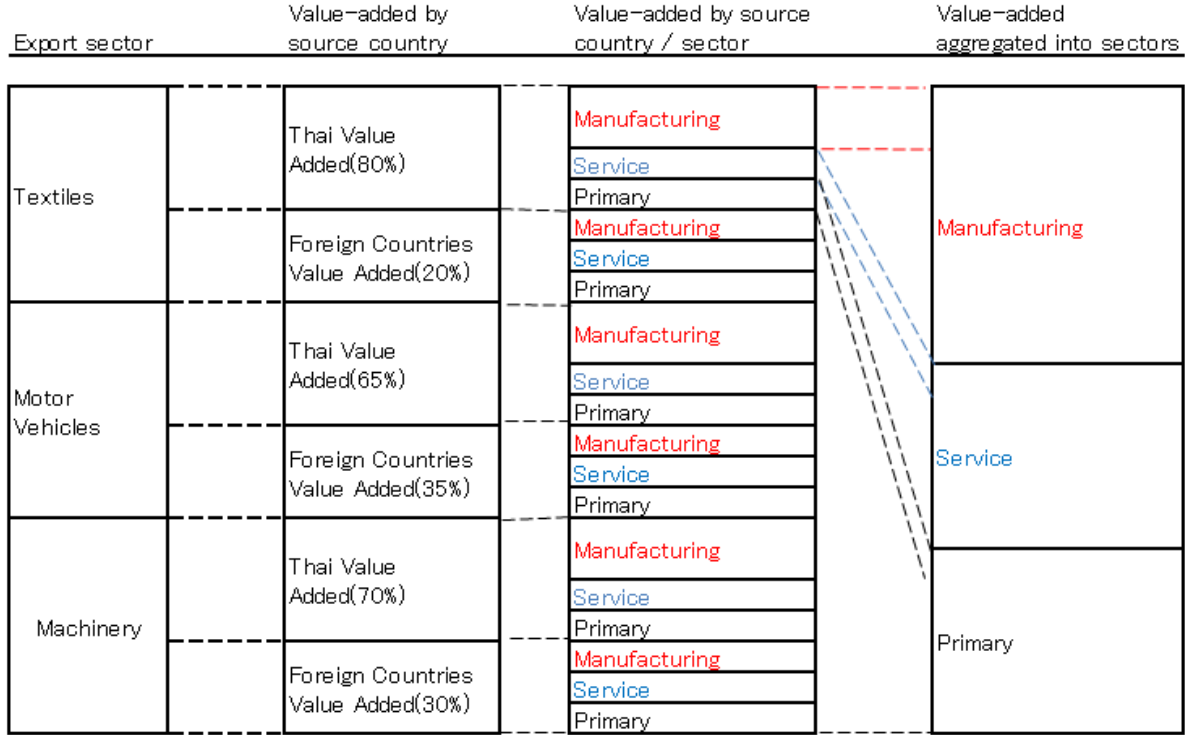 Export sector
Value-added by
source country
Value-added by source
country / sector
Value-added
aggregated into sectors
Textiles
Thai Value
Added(80%)
Foreign Countries
Value Added(20%)
Manufacturing
Service
Primary
Manufacturing
Service
Primary
Motor
Vehicles
Thai Value
Added(65%)
Foreign Countries
Value Added(35%)
Manufacturing
Service
Primary
Manufacturing
Service
Primary
Machinery
Thai Value
Added(70%)
Foreign Countries
Value Added(30%)
Manufacturing
Service
Primary
Manufacturing
Service
Primary
Manufacturing
Service
Primary